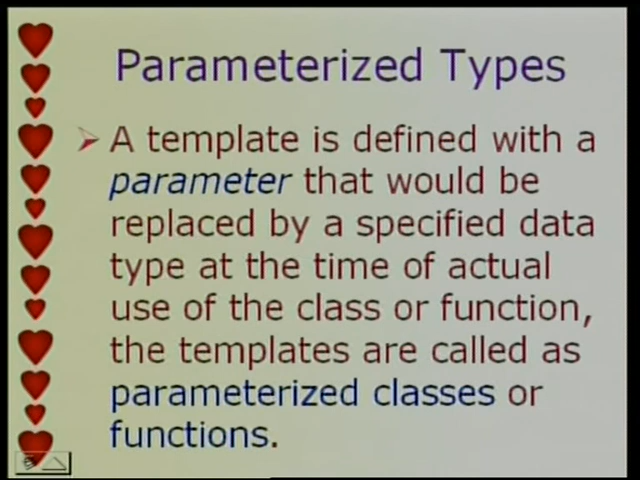 Parameterized Types
A template is defined with a
parameter that would be
replaced by a specified data
type at the time of actual
use of the class or function,
the templates are called as
parameterized classes or
functions.